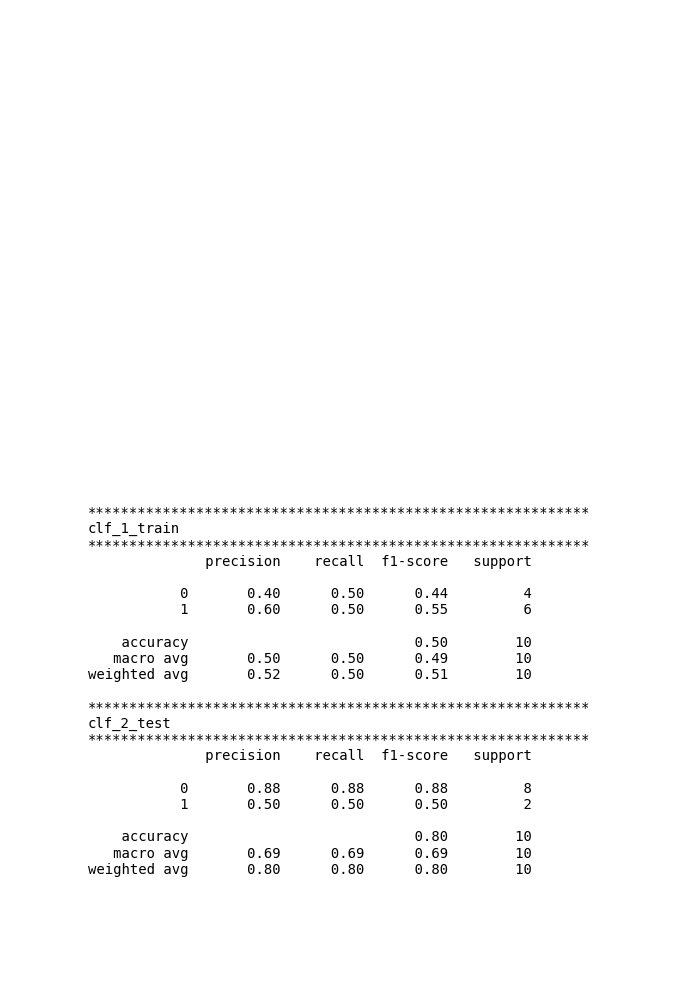 ************************************************************
clf_1_train
************************************************************
              precision    recall  f1-score   support

           0       0.40      0.50      0.44         4
           1       0.60      0.50      0.55         6

    accuracy                           0.50        10
   macro avg       0.50      0.50      0.49        10
weighted avg       0.52      0.50      0.51        10

************************************************************
clf_2_test
************************************************************
              precision    recall  f1-score   support

           0       0.88      0.88      0.88         8
           1       0.50      0.50      0.50         2

    accuracy                           0.80        10
   macro avg       0.69      0.69      0.69        10
weighted avg       0.80      0.80      0.80        10